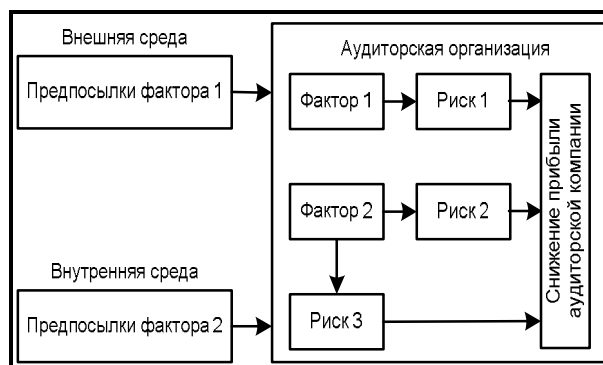 Внешняя среда
Предпосылки фактора 1
Аудиторская организация
Фактор 1
Риск 1
Фактор 2
Риск 2
Внутренняя среда
Предпосылки фактора 2
Риск 3
Снижение прибыли
аудиторской компании